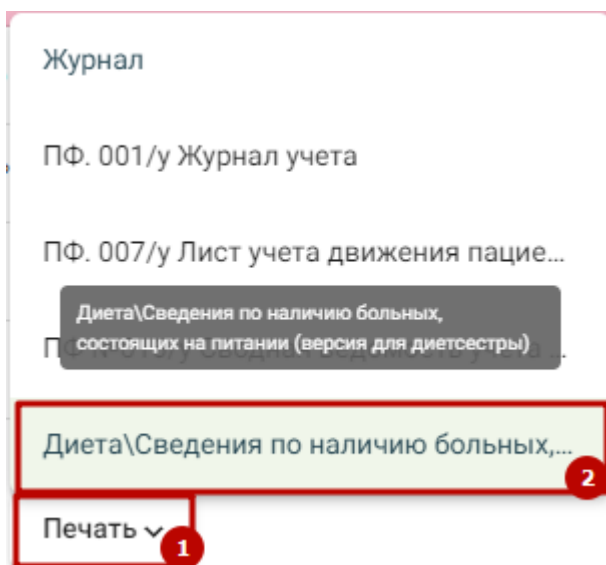 Журнал
ПФ. 001/у Журнал учета
ПФ. 007/у Лист учета движения пацие...
Диета\Сведения по наличию больных,
состоящих на питании (версия для диетсестры)
Диета\Сведения по наличию больных,...
2
Печать
1